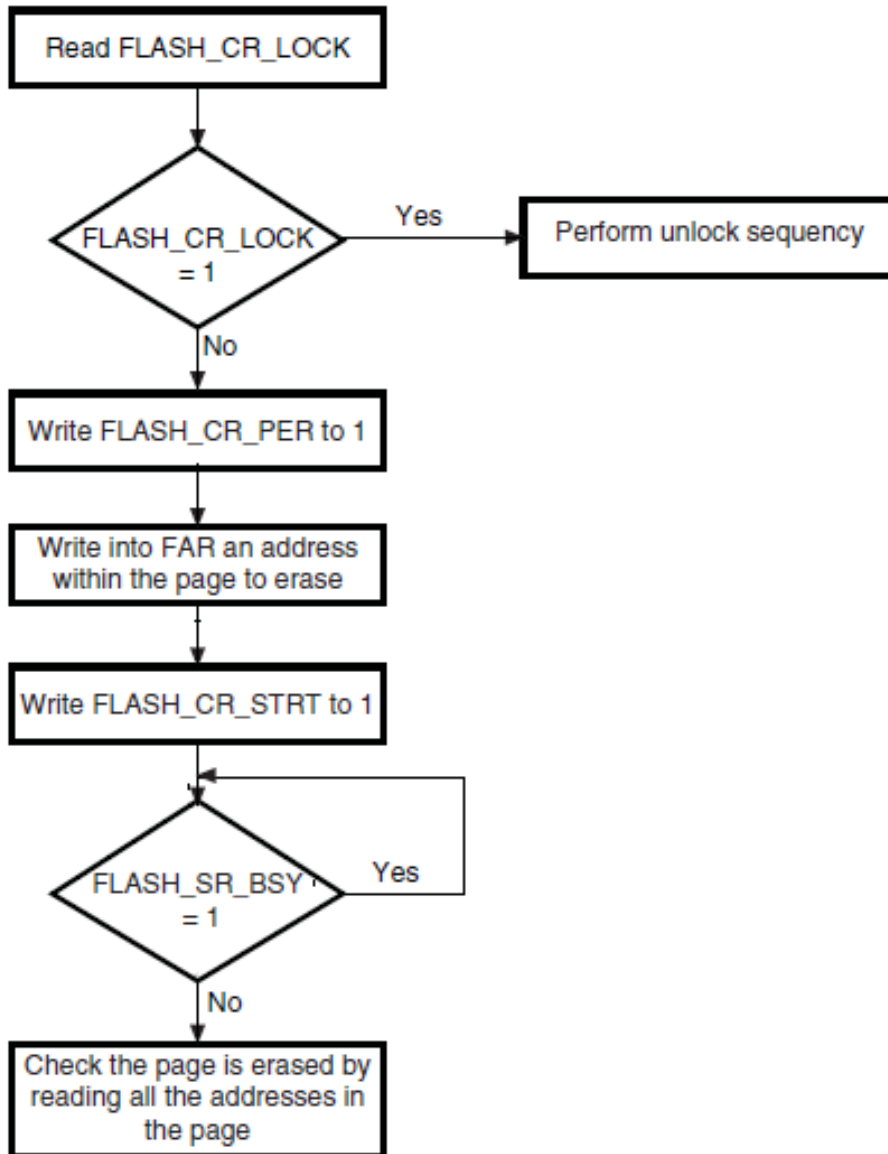 Read FLASH_CR_LOCK
FLASH_CR_LOCK
= 1
Yes
Perform unlock sequency
No
Write FLASH_CR_PER to 1
Write into FAR an address
within the page to erase
Write FLASH_CR_STRT to 1
FLASH_SR_BSY
= 1
Yes
No
Check the page is erased by
reading all the addresses in
the page